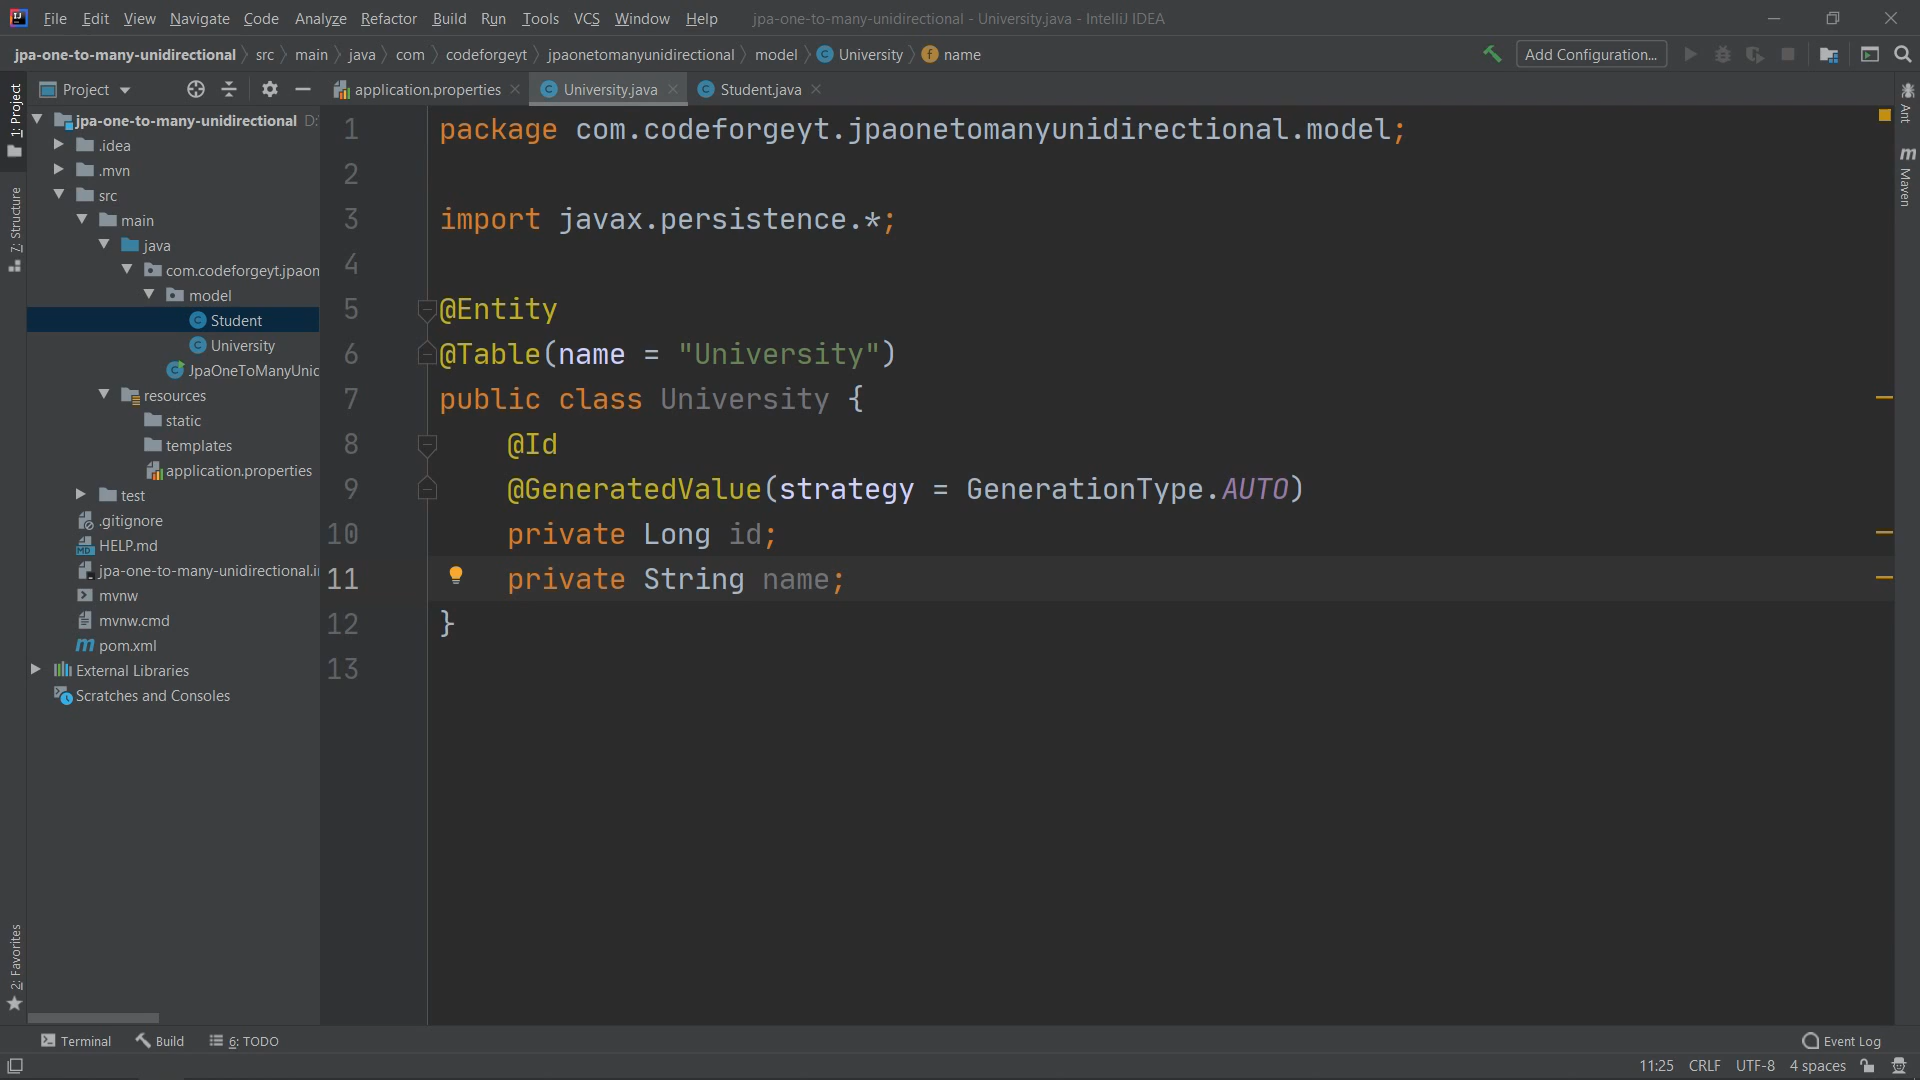 File Edit View Navigate Code Analyze Refactor Build Run Tools VCS Window Help jpa-one-to-many-unidirectional - University.java - IntelliJ IDEA
jpa-one-to-many-unidirectional src main java com codeforgeyt jpaonetomanyunidirectional model University name Add Configuration...
Project application.properties University.java Student.java
1: Project
7: Structure
2: Favorites
jpa-one-to-many-unidirectional D:
.idea
.mvn
src
main
java
com.codeforgeyt.jpaon
model
Student
University
JpaOneToManyUnic
resources
static
templates
application.properties
test
.gitignore
HELP.md
jpa-one-to-many-unidirectional.i
mvnw
mvnw.cmd
pom.xml
External Libraries
Scratches and Consoles
1 package com.codeforgeyt.jpaonetomanyunidirectional.model;
2
3 import javax.persistence.*;
4
5 @Entity
6 @Table(name = "University")
7 public class University {
8 @Id
9 @GeneratedValue(strategy = GenerationType.AUTO)
10 private Long id;
11 private String name;
12 }
13
Ant
Maven
Terminal Build 6: TODO Event Log
11:25 CRLF UTF-8 4 spaces